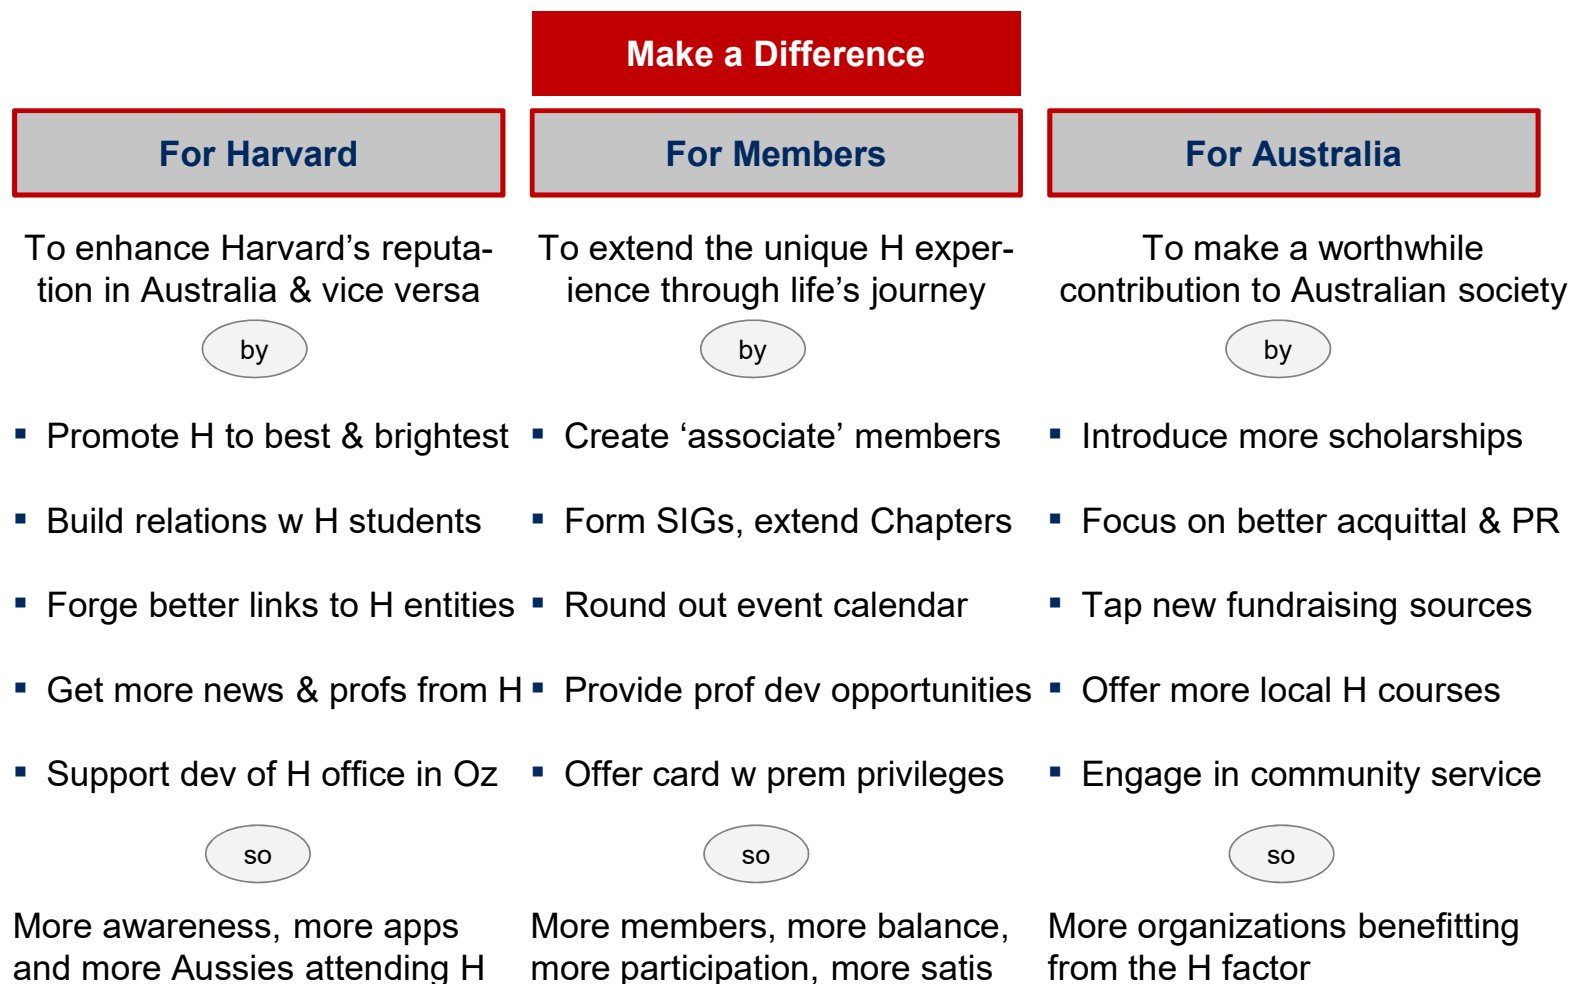 Make a Difference
For Harvard
To enhance Harvard’s reputa-
tion in Australia & vice versa
by
▪ Promote H to best & brightest
▪ Build relations w H students
▪ Forge better links to H entities
▪ Get more news & profs from H
▪ Support dev of H office in Oz
so
More awareness, more apps
and more Aussies attending H
For Members
To extend the unique H exper-
ience through life’s journey
by
▪ Create ‘associate’ members
▪ Form SIGs, extend Chapters
▪ Round out event calendar
▪ Provide prof dev opportunities
▪ Offer card w prem privileges
so
More members, more balance,
more participation, more satis
For Australia
To make a worthwhile
contribution to Australian society
by
▪ Introduce more scholarships
▪ Focus on better acquittal & PR
▪ Tap new fundraising sources
▪ Offer more local H courses
▪ Engage in community service
so
More organizations benefitting
from the H factor